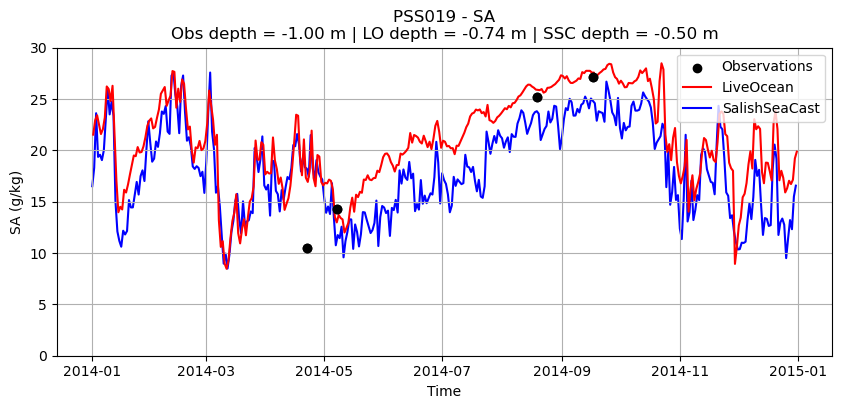 PSS019 - SA
Obs depth = -1.00 m | LO depth = -0.74 m | SSC depth = -0.50 m
30
25
20
15
10
5
0
SA (g/kg)
Observations
LiveOcean
SalishSeaCast
2014-01 2014-03 2014-05 2014-07 2014-09 2014-11 2015-01
Time